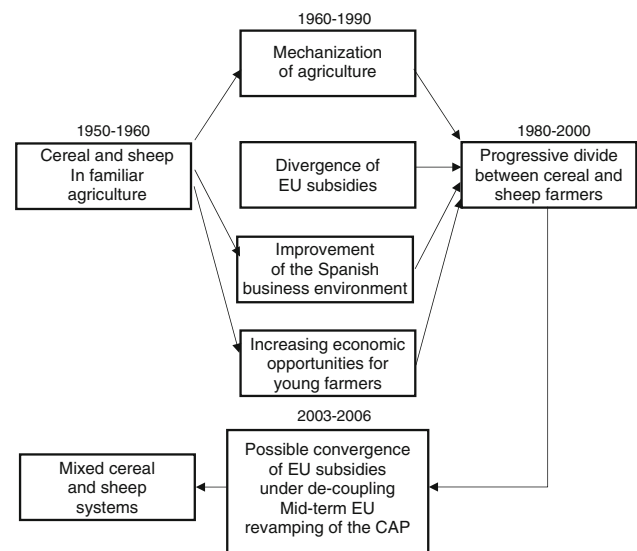 1960-1990
Mechanization
of agriculture
1950-1960
Cereal and sheep
In familiar
agriculture
Divergence of
EU subsidies
1980-2000
Progressive divide
between cereal and
sheep farmers
Improvement
of the Spanish
business environment
Increasing economic
opportunities for
young farmers
2003-2006
Possible convergence
of EU subsidies
under de-coupling
Mid-term EU
revamping of the CAP
Mixed cereal
and sheep
systems